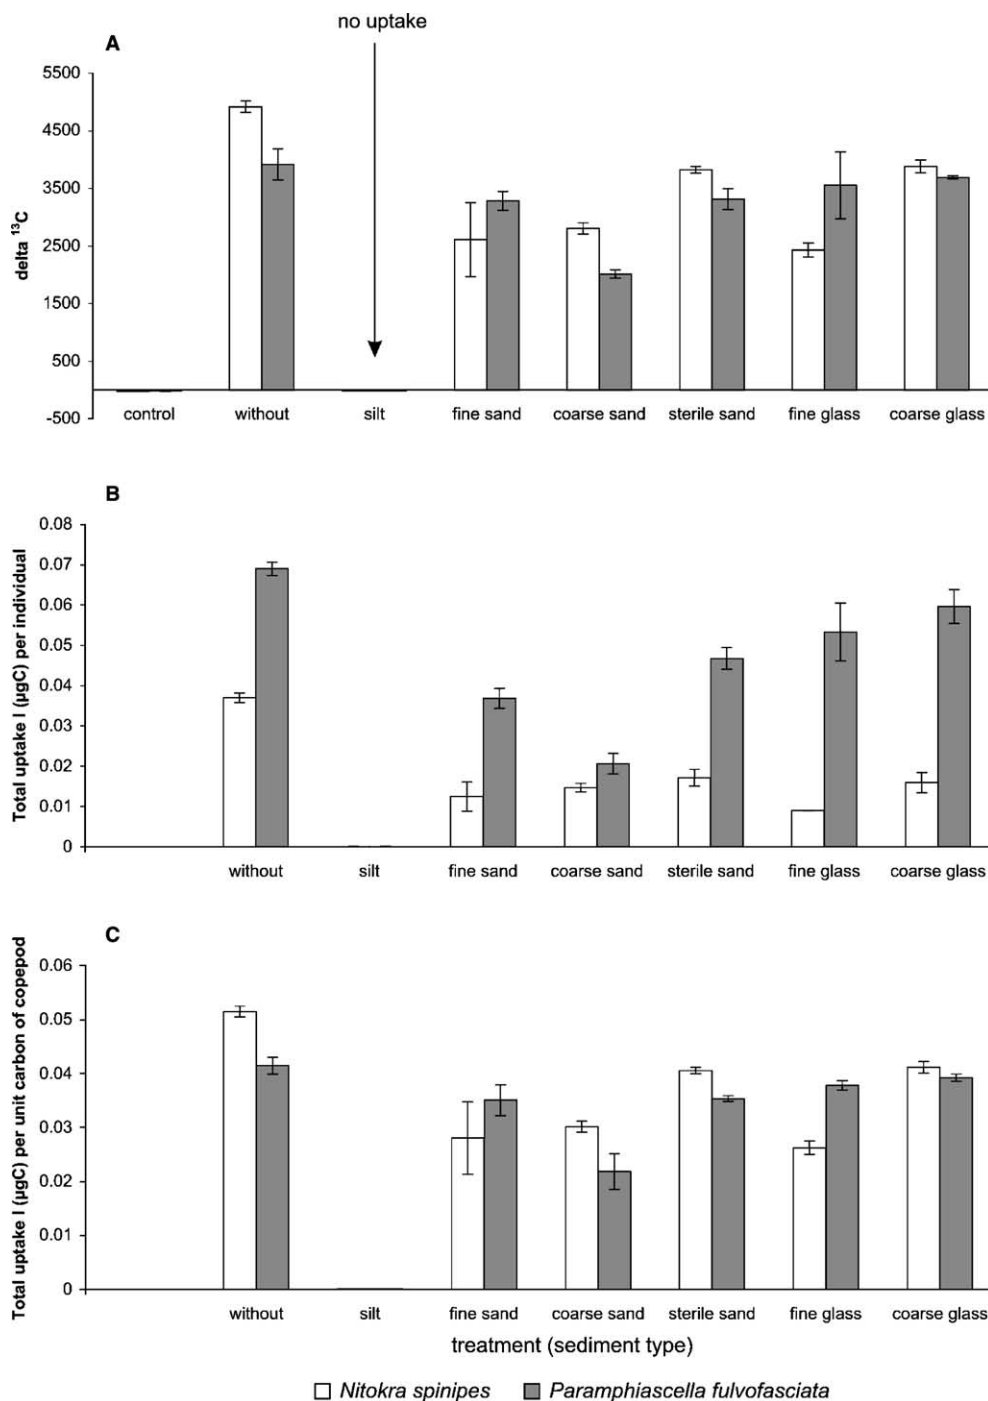 no uptake
A
delta ¹³C
5500
4500
3500
2500
1500
500
-500
control without silt fine sand coarse sand sterile sand fine glass coarse glass
B
Total uptake I (µgC) per individual
0.08
0.07
0.06
0.05
0.04
0.03
0.02
0.01
0
without silt fine sand coarse sand sterile sand fine glass coarse glass
C
Total uptake I (µgC) per unit carbon of copepod
0.06
0.05
0.04
0.03
0.02
0.01
0
without silt fine sand coarse sand sterile sand fine glass coarse glass
treatment (sediment type)
Nitokra spinipes Paramphiascella fulvofasciata